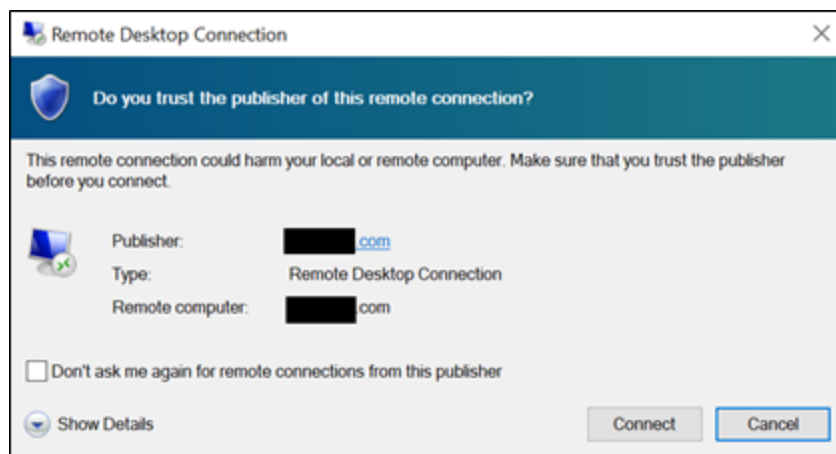 Remote Desktop Connection
Do you trust the publisher of this remote connection?
This remote connection could harm your local or remote computer. Make sure that you trust the publisher
before you connect.
Publisher: .com
Type: Remote Desktop Connection
Remote computer: .com
Don't ask me again for remote connections from this publisher
Show Details Connect Cancel